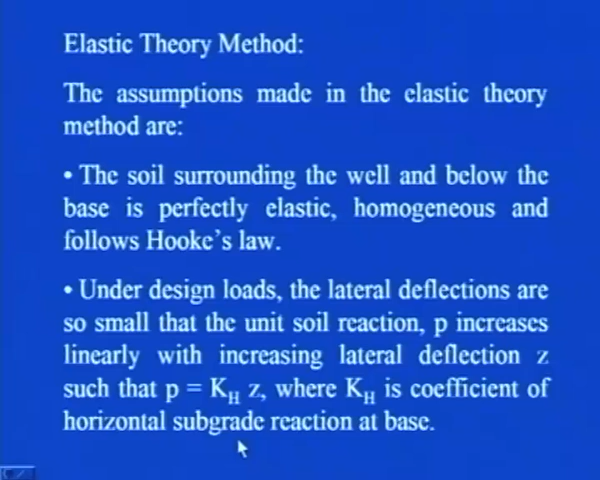 Elastic Theory Method:
The assumptions made in the elastic theory
method are:
• The soil surrounding the well and below the
base is perfectly elastic, homogeneous and
follows Hooke's law.
• Under design loads, the lateral deflections are
so small that the unit soil reaction, p increases
linearly with increasing lateral deflection z
such that p = K_H z, where K_H is coefficient of
horizontal subgrade reaction at base.